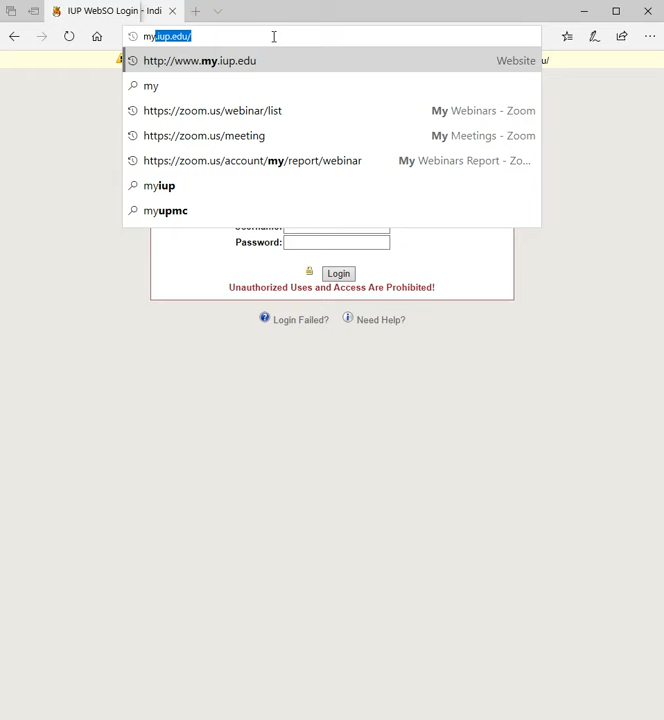 IUP WebSO Login - Indi
my.iup.edu/
http://www.my.iup.edu Website
my
https://zoom.us/webinar/list My Webinars - Zoom
https://zoom.us/meeting My Meetings - Zoom
https://zoom.us/account/my/report/webinar My Webinars Report - Zo...
myiup
myupmc
Username:
Password:
Login
Unauthorized Uses and Access Are Prohibited!
Login Failed? Need Help?